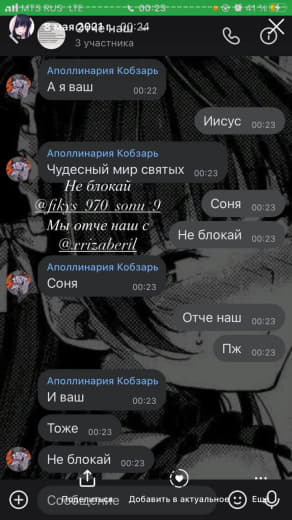 MTS RUS LTE 00:23 41 %
8 мая 2021 г. 00:24
3 участника
Аполлинария Кобзарь
А я ваш 00:22
Иисус 00:23
Аполлинария Кобзарь
Чудесный мир святых 00:23
Не блокай
@fikys_970_sonu_9
Соня 00:23
Мы отче наш с
@xrizaberil
Не блокай 00:23
Аполлинария Кобзарь
Соня 00:23
Отче наш 00:23
Пж 00:23
Аполлинария Кобзарь
И ваш 00:23
Тоже 00:23
Не блокай 00:23
Сообщение
Поделиться Добавить в актуальное Ещё